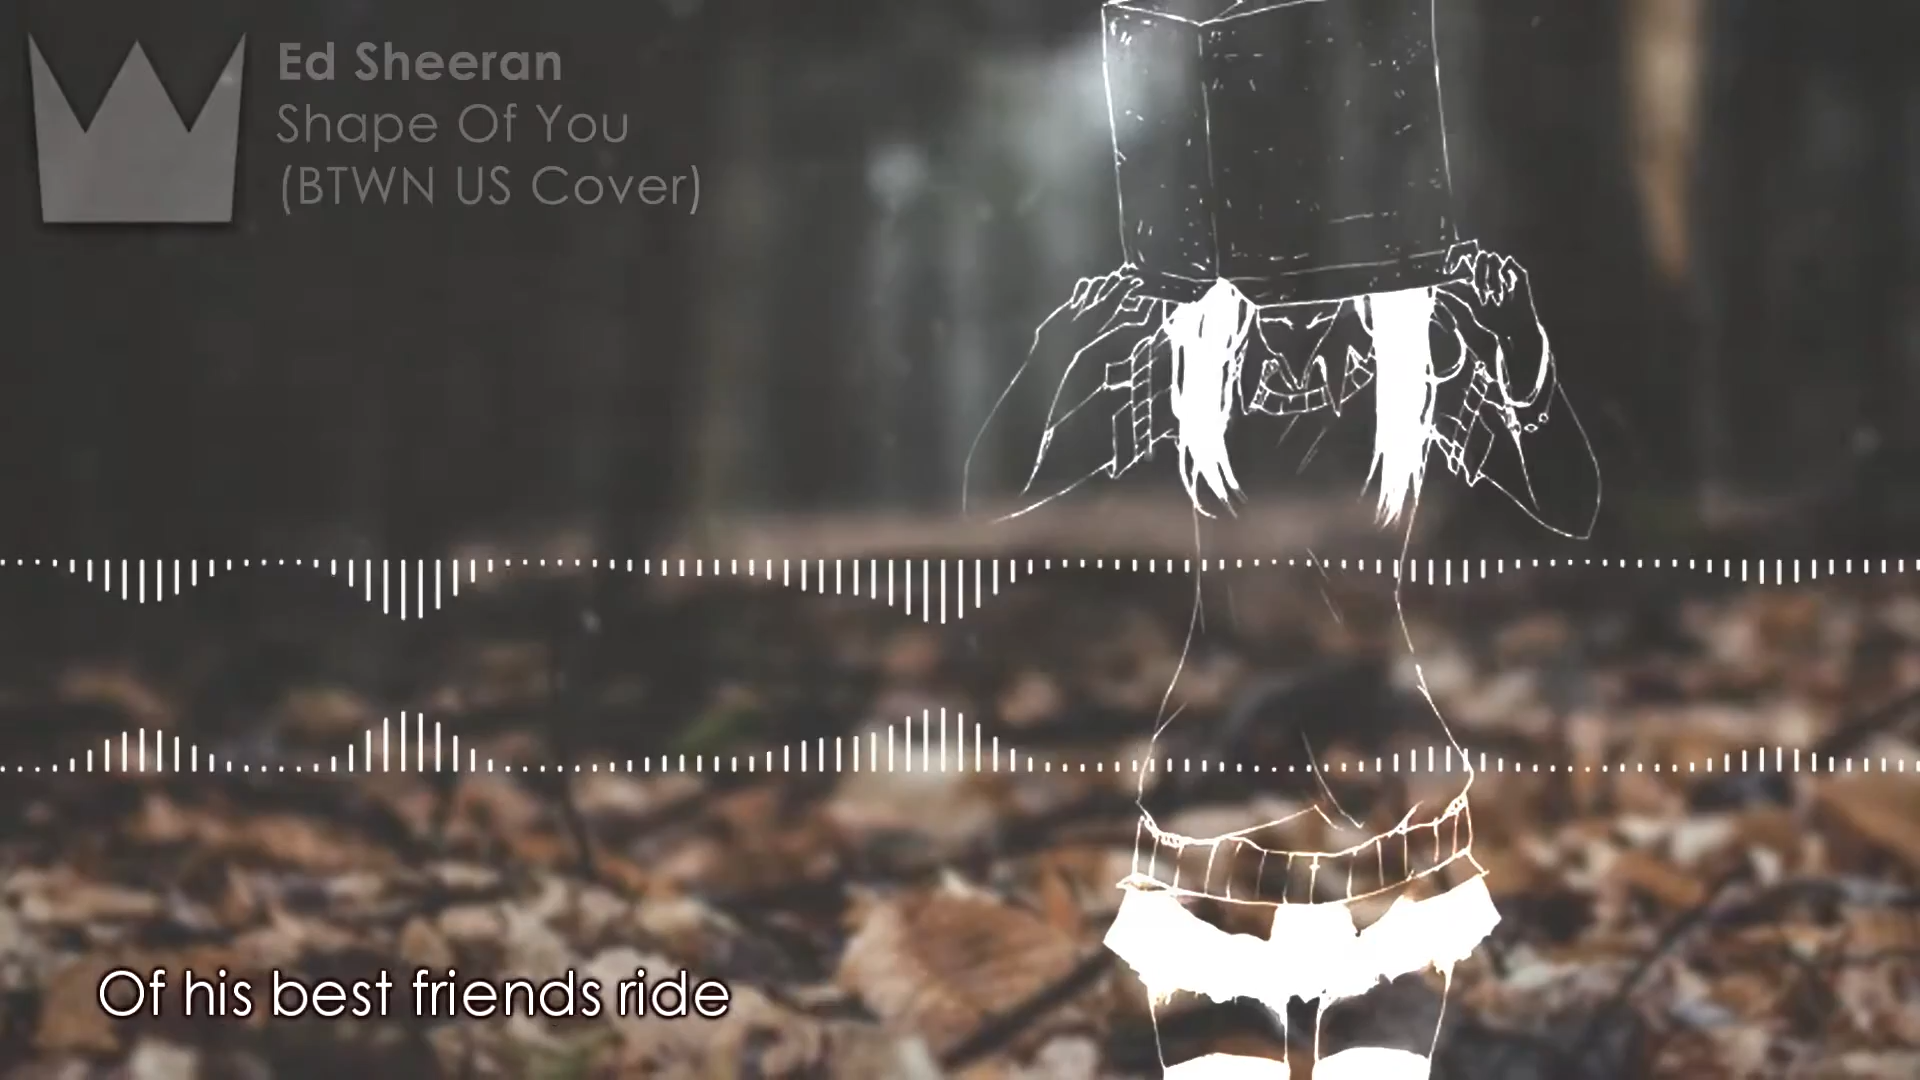 Ed Sheeran
Shape Of You
(BTWN US Cover)
Of his best friends ride